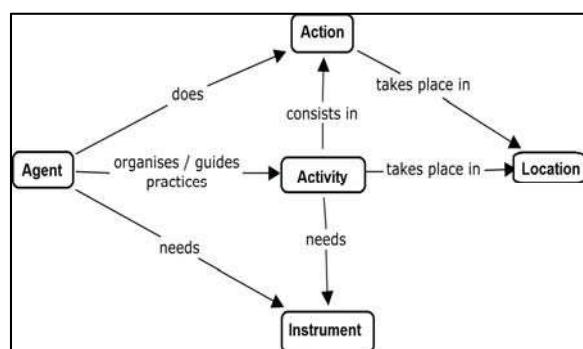 Action
does
takes place in
consists in
organises / guides
practices
Agent
Activity
takes place in
Location
needs
needs
Instrument